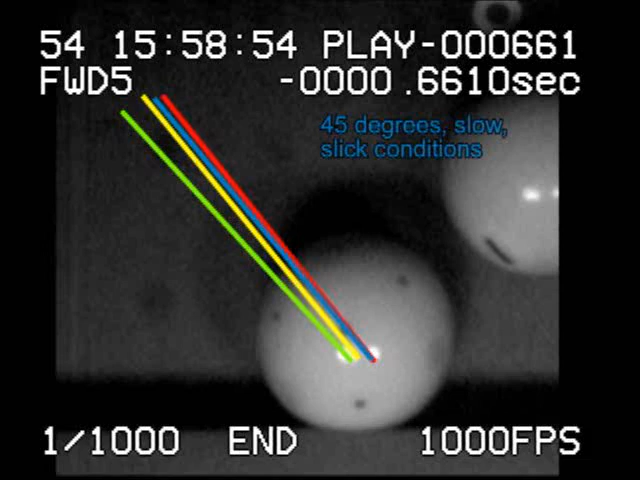 54 15:58:54 PLAY-000661
FWD5 -0000.6610sec
45 degrees, slow,
slick conditions
1/1000 END 1000FPS